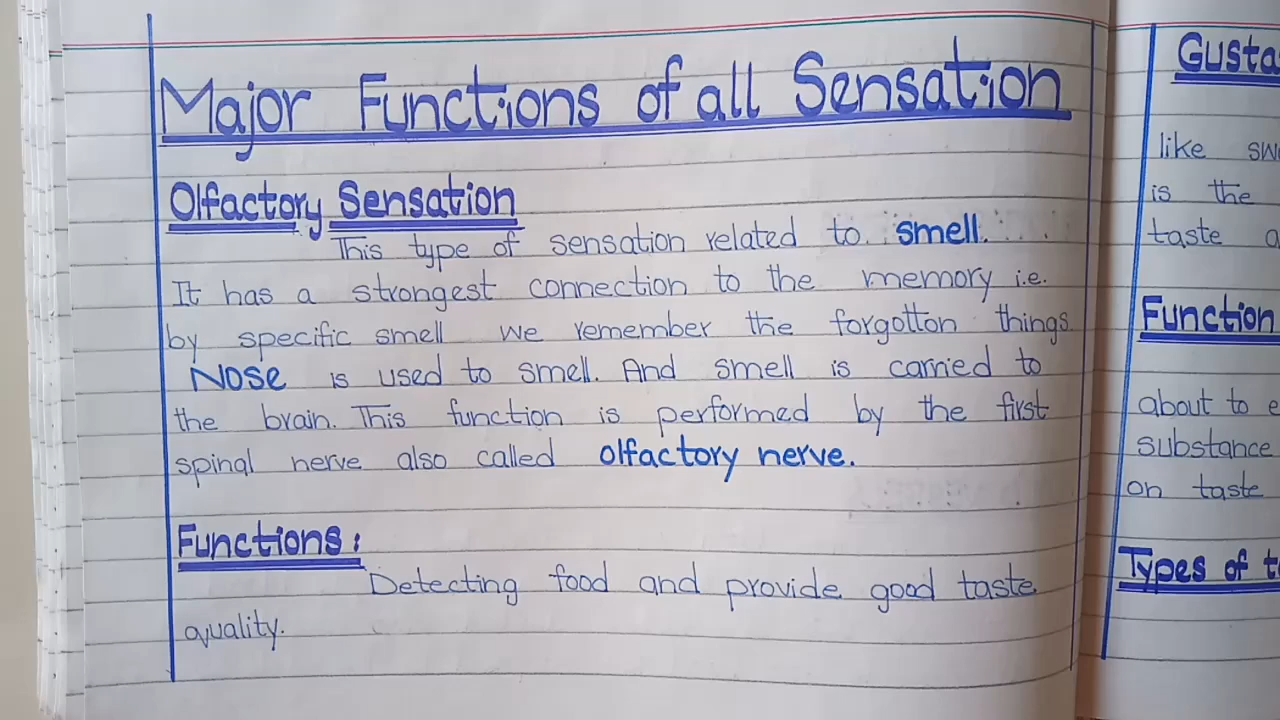 Major Functions of all Sensation
Olfactory Sensation
This type of sensation related to smell.
It has a strongest connection to the memory i.e.
by specific smell we remember the forgotton things.
Nose is used to smell. And smell is carried to
the brain. This function is performed by the first
spinal nerve also called olfactory nerve.
Functions:
Detecting food and provide good taste
quality.
like
is the
taste
Function
about to
substance
on taste
Types of